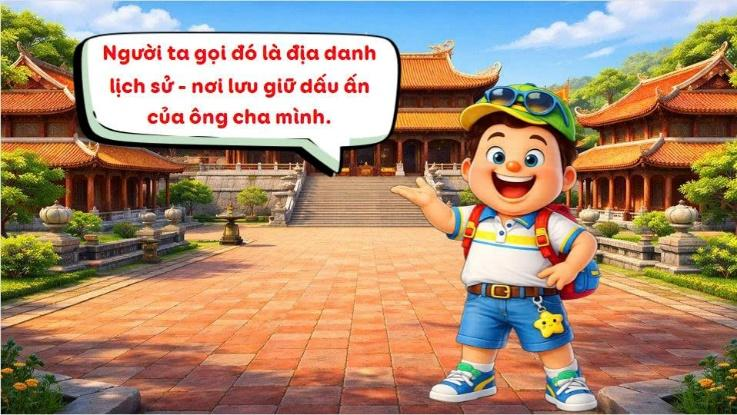 Người ta gọi đó là địa danh
lịch sử - nơi lưu giữ dấu ấn
của ông cha mình.